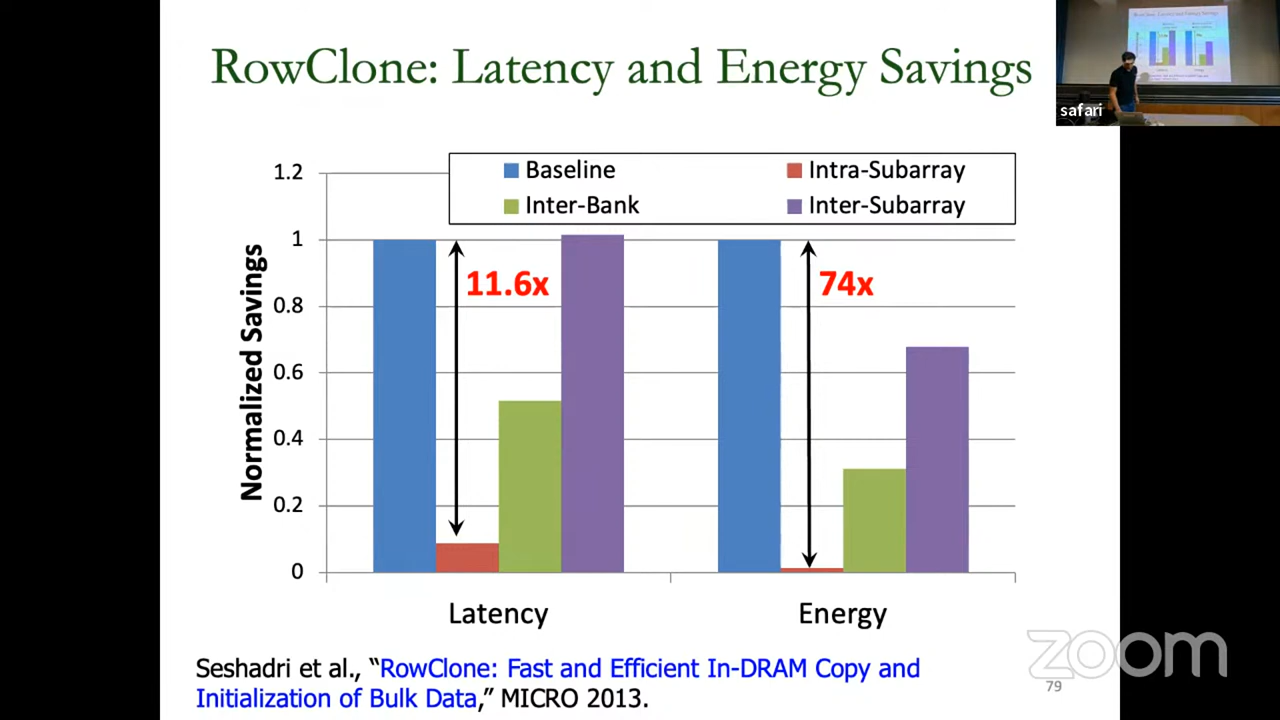 RowClone: Latency and Energy Savings
safari
Baseline
Intra-Subarray
Inter-Bank
Inter-Subarray
Normalized Savings
1.2
1
0.8
0.6
0.4
0.2
0
11.6x
74x
Latency
Energy
Seshadri et al., “RowClone: Fast and Efficient In-DRAM Copy and
Initialization of Bulk Data,” MICRO 2013.
zoom
79